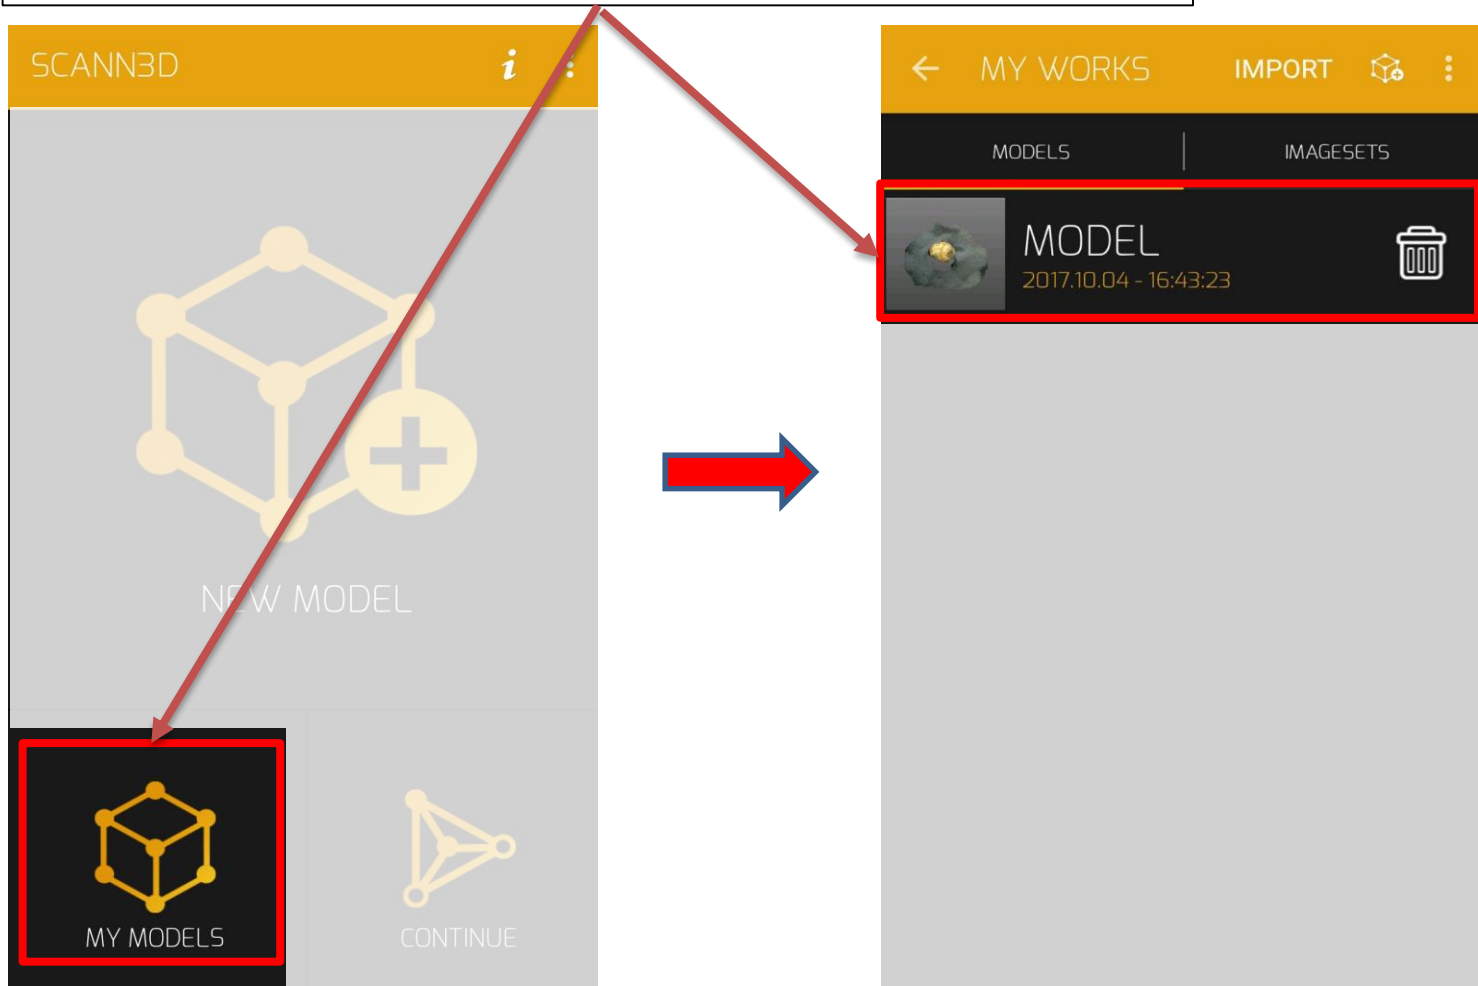 SCANN3D i
NEW MODEL
MY MODELS
CONTINUE
MY WORKS IMPORT
MODELS IMAGESETS
MODEL
2017.10.04 - 16:43:23